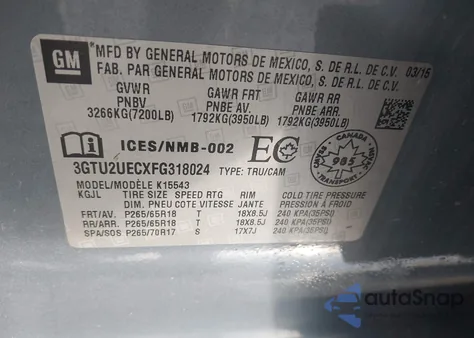 GM
*MFD BY GENERAL MOTORS DE MEXICO, S. DE R.L. DE C.V. 03/15
FAB. PAR GENERAL MOTORS DE MEXICO, S. DE R.L. DE C.V.
GVWR GAWR FRT GAWR RR
PNBV PNBE AV. PNBE ARR.
3266KG(7200LB) 1792KG(3950LB) 1792KG(3950LB)
ICES/NMB-002 EC
CANADA
985
TRANSPORT
3GTU2UECXFG318024 TYPE: TRU/CAM
MODEL/MODÈLE K15543
KGJL TIRE SIZE SPEED RTG RIM COLD TIRE PRESSURE
DIM. PNEU COTE VITESSE JANTE PRESSION À FROID
FRT/AV. P265/65R18 T 18X8.5J 240 KPA(35PSI)
RR/ARR. P265/65R18 T 18X8.5J 240 KPA(35PSI)
SPA/SOS P265/70R17 S 17X7J 240 KPA(35PSI)
autoSnap